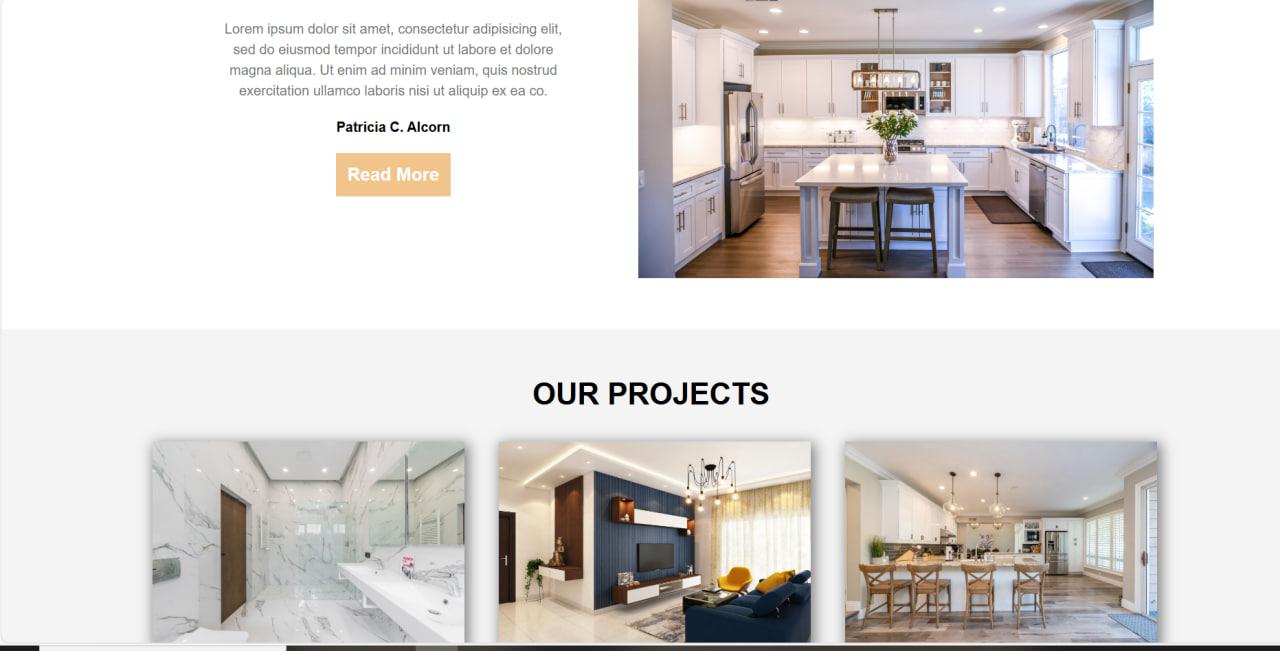 Lorem ipsum dolor sit amet, consectetur adipisicing elit,
sed do eiusmod tempor incididunt ut labore et dolore
magna aliqua. Ut enim ad minim veniam, quis nostrud
exercitation ullamco laboris nisi ut aliquip ex ea co.
Patricia C. Alcorn
Read More
OUR PROJECTS